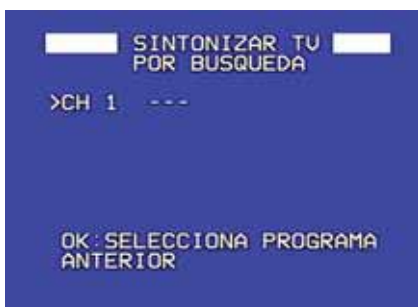 SINTONIZAR TV
POR BUSQUEDA
>CH 1 ---
OK:SELECCIONA PROGRAMA
ANTERIOR